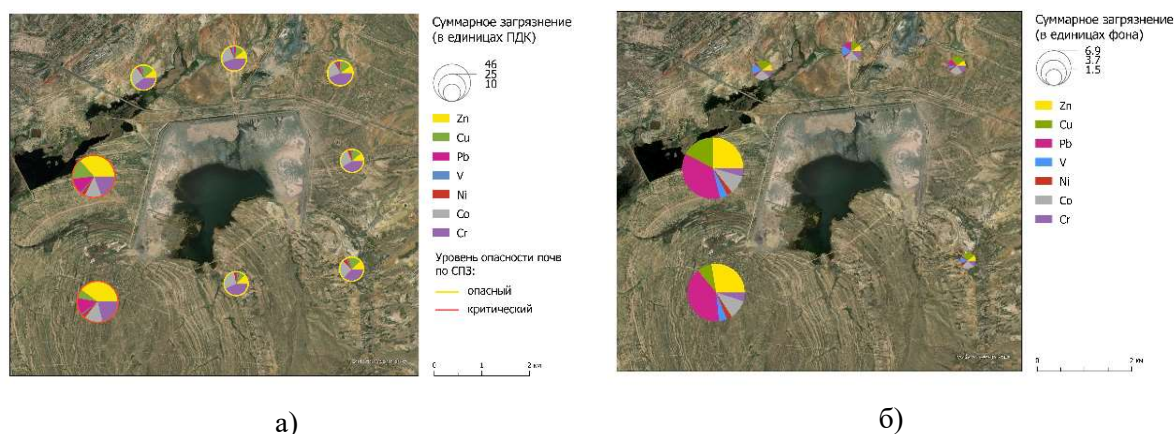 Суммарное загрязнение
(в единицах ПДК)
46
25
10
Zn
Cu
Pb
V
Ni
Co
Cr
Уровень опасности почв
по СПЗ:
опасный
критический
0 1 2 км
а)
Суммарное загрязнение
(в единицах фона)
6.9
3.7
1.5
Zn
Cu
Pb
V
Ni
Co
Cr
0 2 км
б)